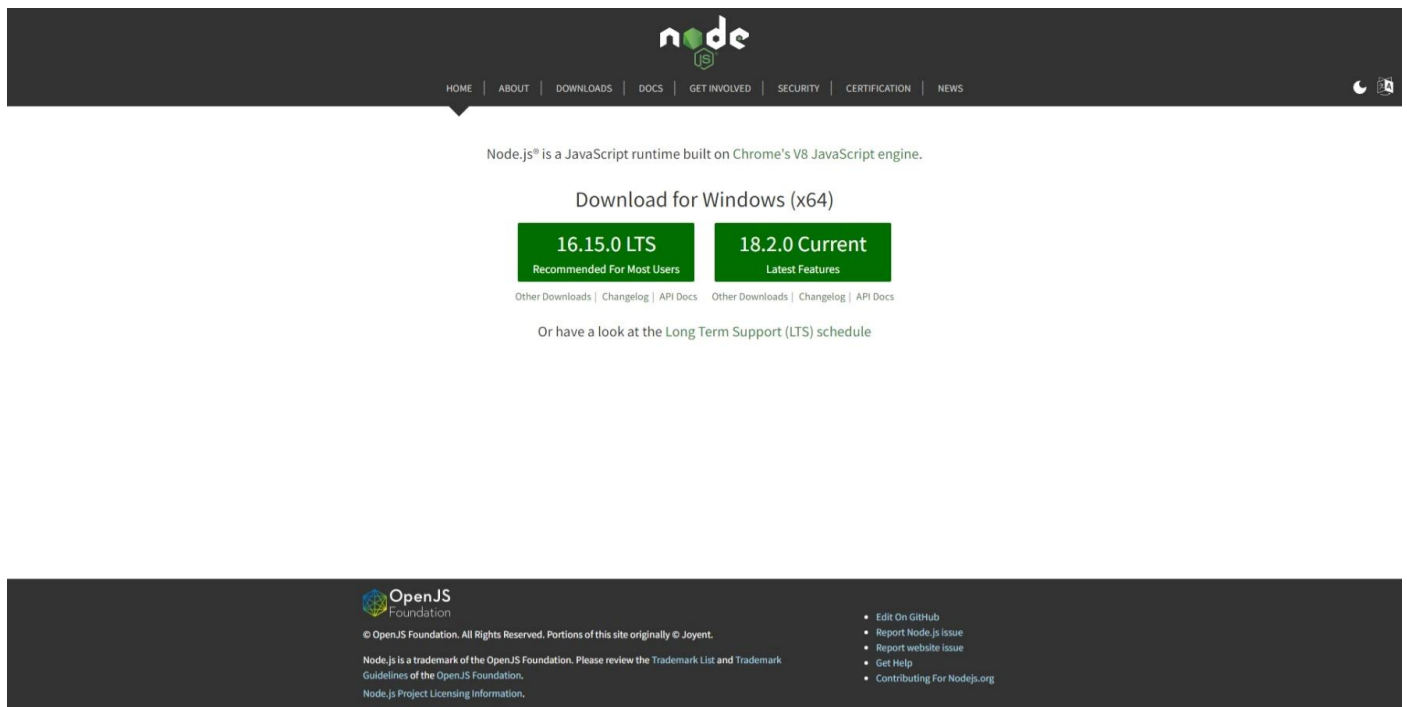 node
JS
HOME | ABOUT | DOWNLOADS | DOCS | GET INVOLVED | SECURITY | CERTIFICATION | NEWS
Node.js® is a JavaScript runtime built on Chrome's V8 JavaScript engine.
Download for Windows (x64)
16.15.0 LTS
Recommended For Most Users
18.2.0 Current
Latest Features
Other Downloads | Changelog | API Docs
Other Downloads | Changelog | API Docs
Or have a look at the Long Term Support (LTS) schedule
OpenJS
Foundation
© OpenJS Foundation. All Rights Reserved. Portions of this site originally © Joyent.
Node.js is a trademark of the OpenJS Foundation. Please review the Trademark List and Trademark
Guidelines of the OpenJS Foundation.
Node.js Project Licensing Information.
Edit On GitHub
Report Node.js issue
Report website issue
Get Help
Contributing For Nodejs.org